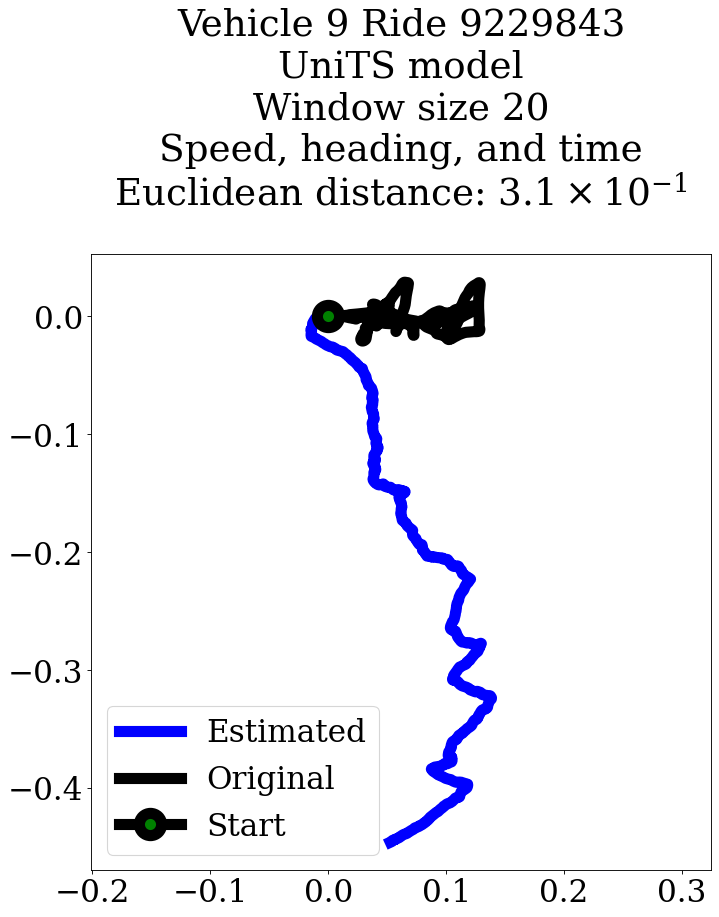 Vehicle 9 Ride 9229843
UniTS model
Window size 20
Speed, heading, and time
Euclidean distance: 3.1 × 10⁻¹
0.0
−0.1
−0.2
−0.3
−0.4
Estimated
Original
Start
−0.2 −0.1 0.0 0.1 0.2 0.3